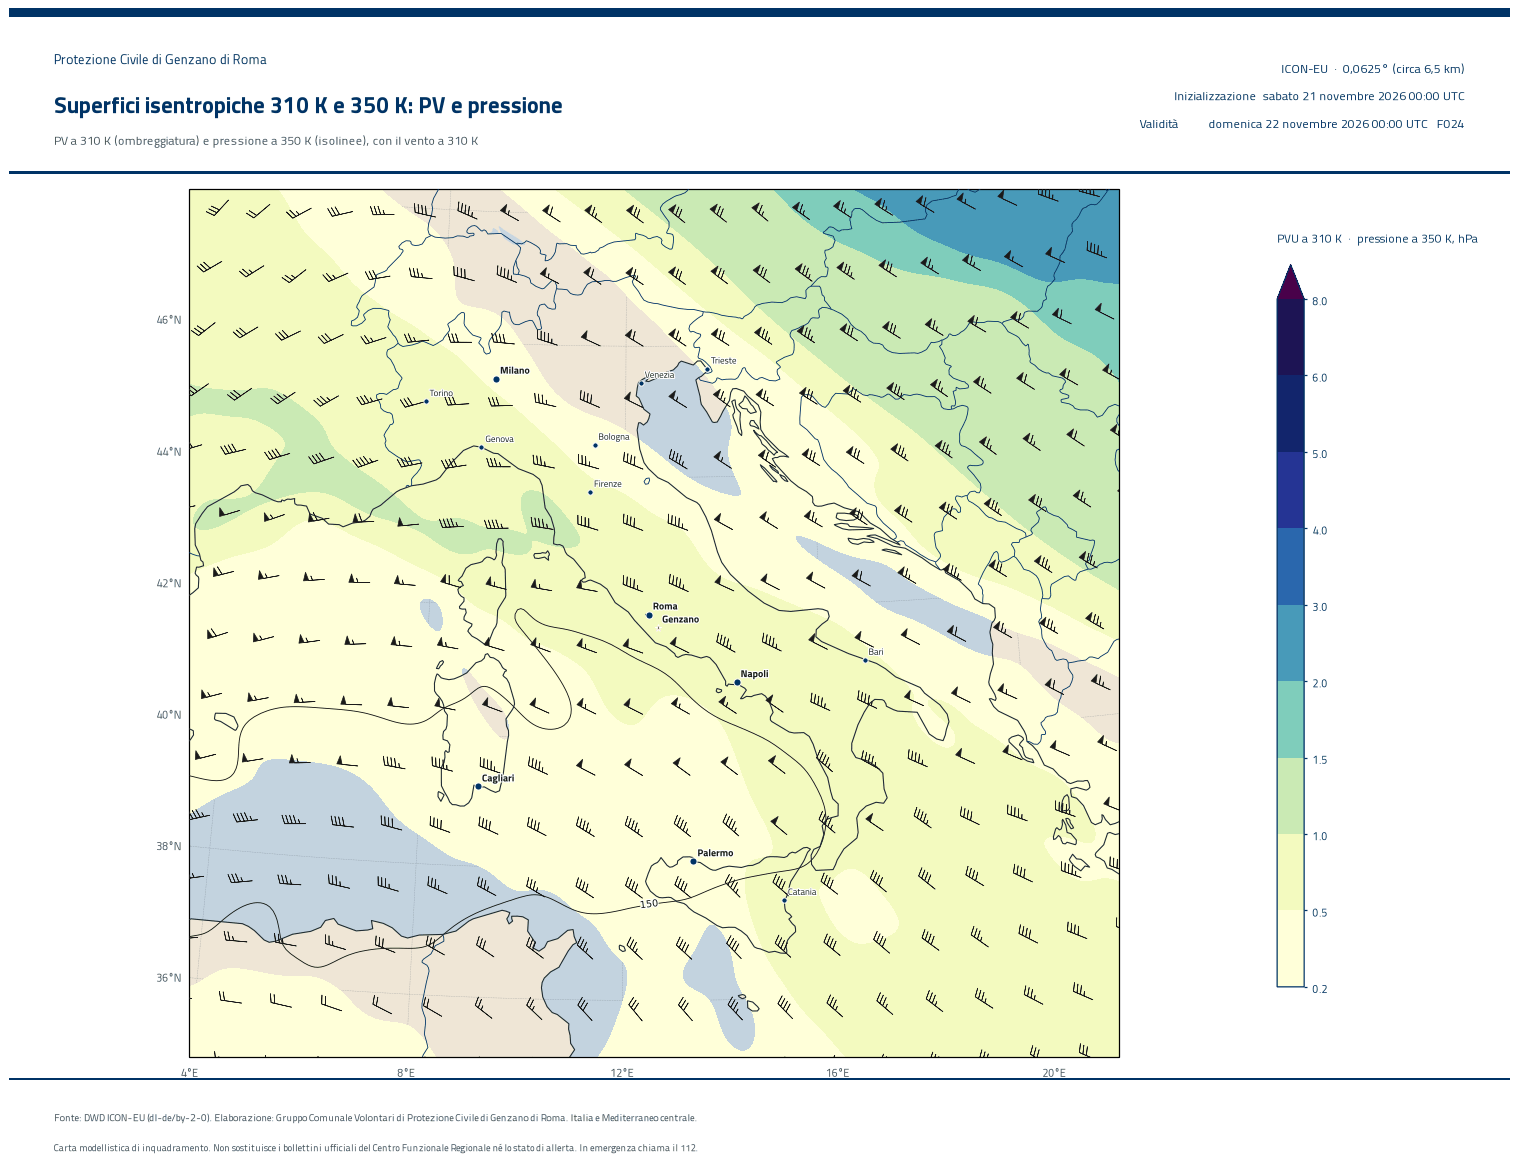 Protezione Civile di Genzano di Roma
Superfici isentropiche 310 K e 350 K: PV e pressione
PV a 310 K (ombreggiatura) e pressione a 350 K (isolinee), con il vento a 310 K
ICON-EU · 0,0625° (circa 6,5 km)
Inizializzazione sabato 21 novembre 2026 00:00 UTC
Validità domenica 22 novembre 2026 00:00 UTC F024
PVU a 310 K · pressione a 350 K, hPa
8.0
6.0
5.0
4.0
3.0
2.0
1.5
1.0
0.5
0.2
46°N
44°N
42°N
40°N
38°N
36°N
4°E
8°E
12°E
16°E
20°E
Trieste
Venezia
Milano
Torino
Genova
Bologna
Firenze
Roma
Genzano
Bari
Napoli
Cagliari
Palermo
Catania
150
Fonte: DWD ICON-EU (dl-de/by-2-0). Elaborazione: Gruppo Comunale Volontari di Protezione Civile di Genzano di Roma. Italia e Mediterraneo centrale.
Carta modellistica di inquadramento. Non sostituisce i bollettini ufficiali del Centro Funzionale Regionale né lo stato di allerta. In emergenza chiama il 112.